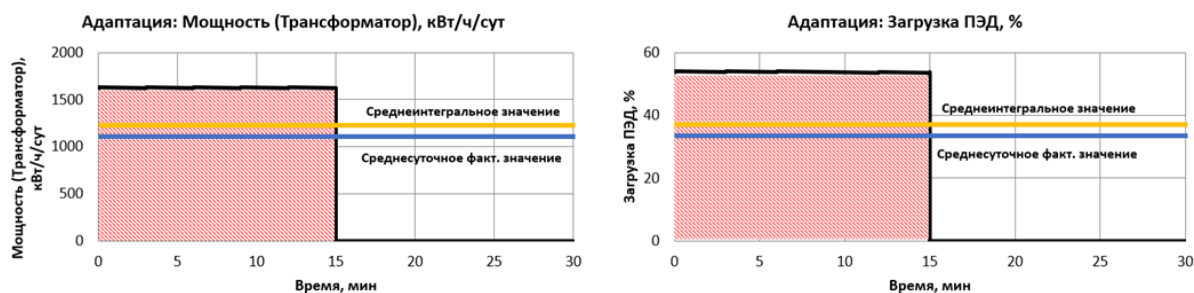 Адаптация: Мощность (Трансформатор), кВт/ч/сут
Мощность (Трансформатор),
кВт/ч/сут
2000
1500
1000
500
0
Среднеинтегральное значение
Среднесуточное факт. значение
0 5 10 15 20 25 30
Время, мин
Адаптация: Загрузка ПЭД, %
Загрузка ПЭД, %
60
40
20
0
Среднеинтегральное значение
Среднесуточное факт. значение
0 5 10 15 20 25 30
Время, мин